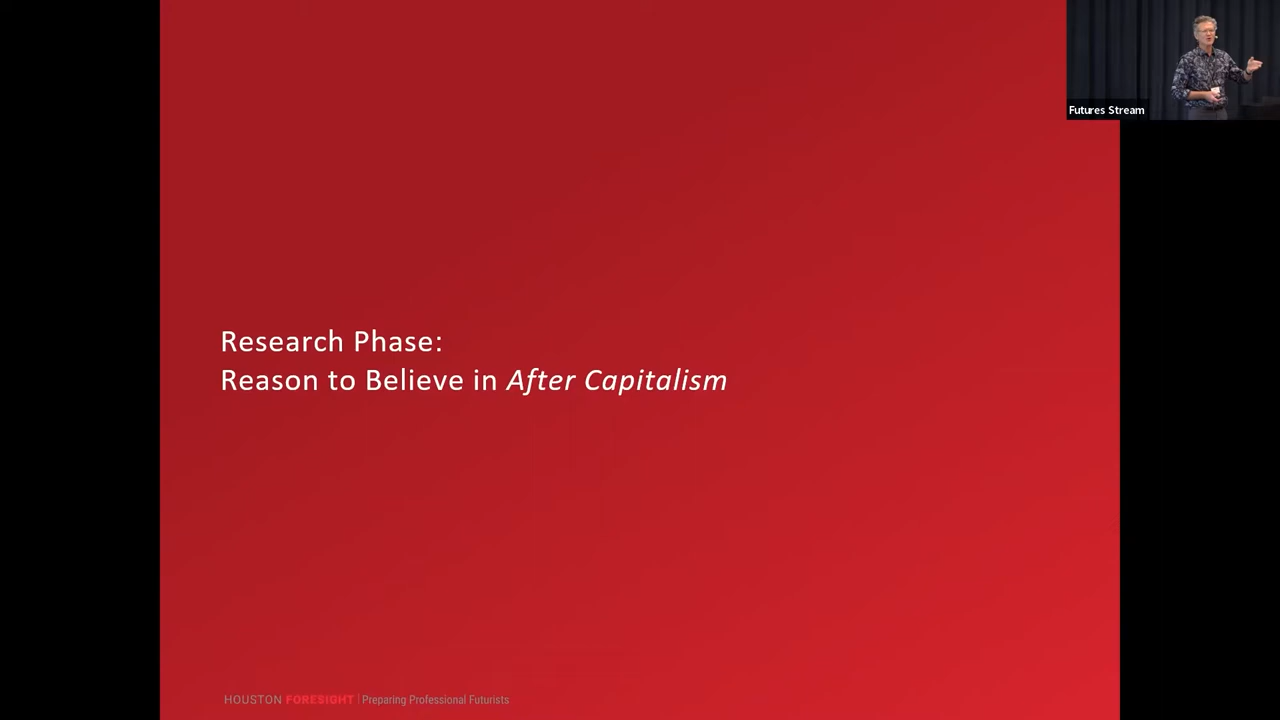 Futures Stream
Research Phase:
Reason to Believe in After Capitalism
HOUSTON FORESIGHT | Preparing Professional Futurists